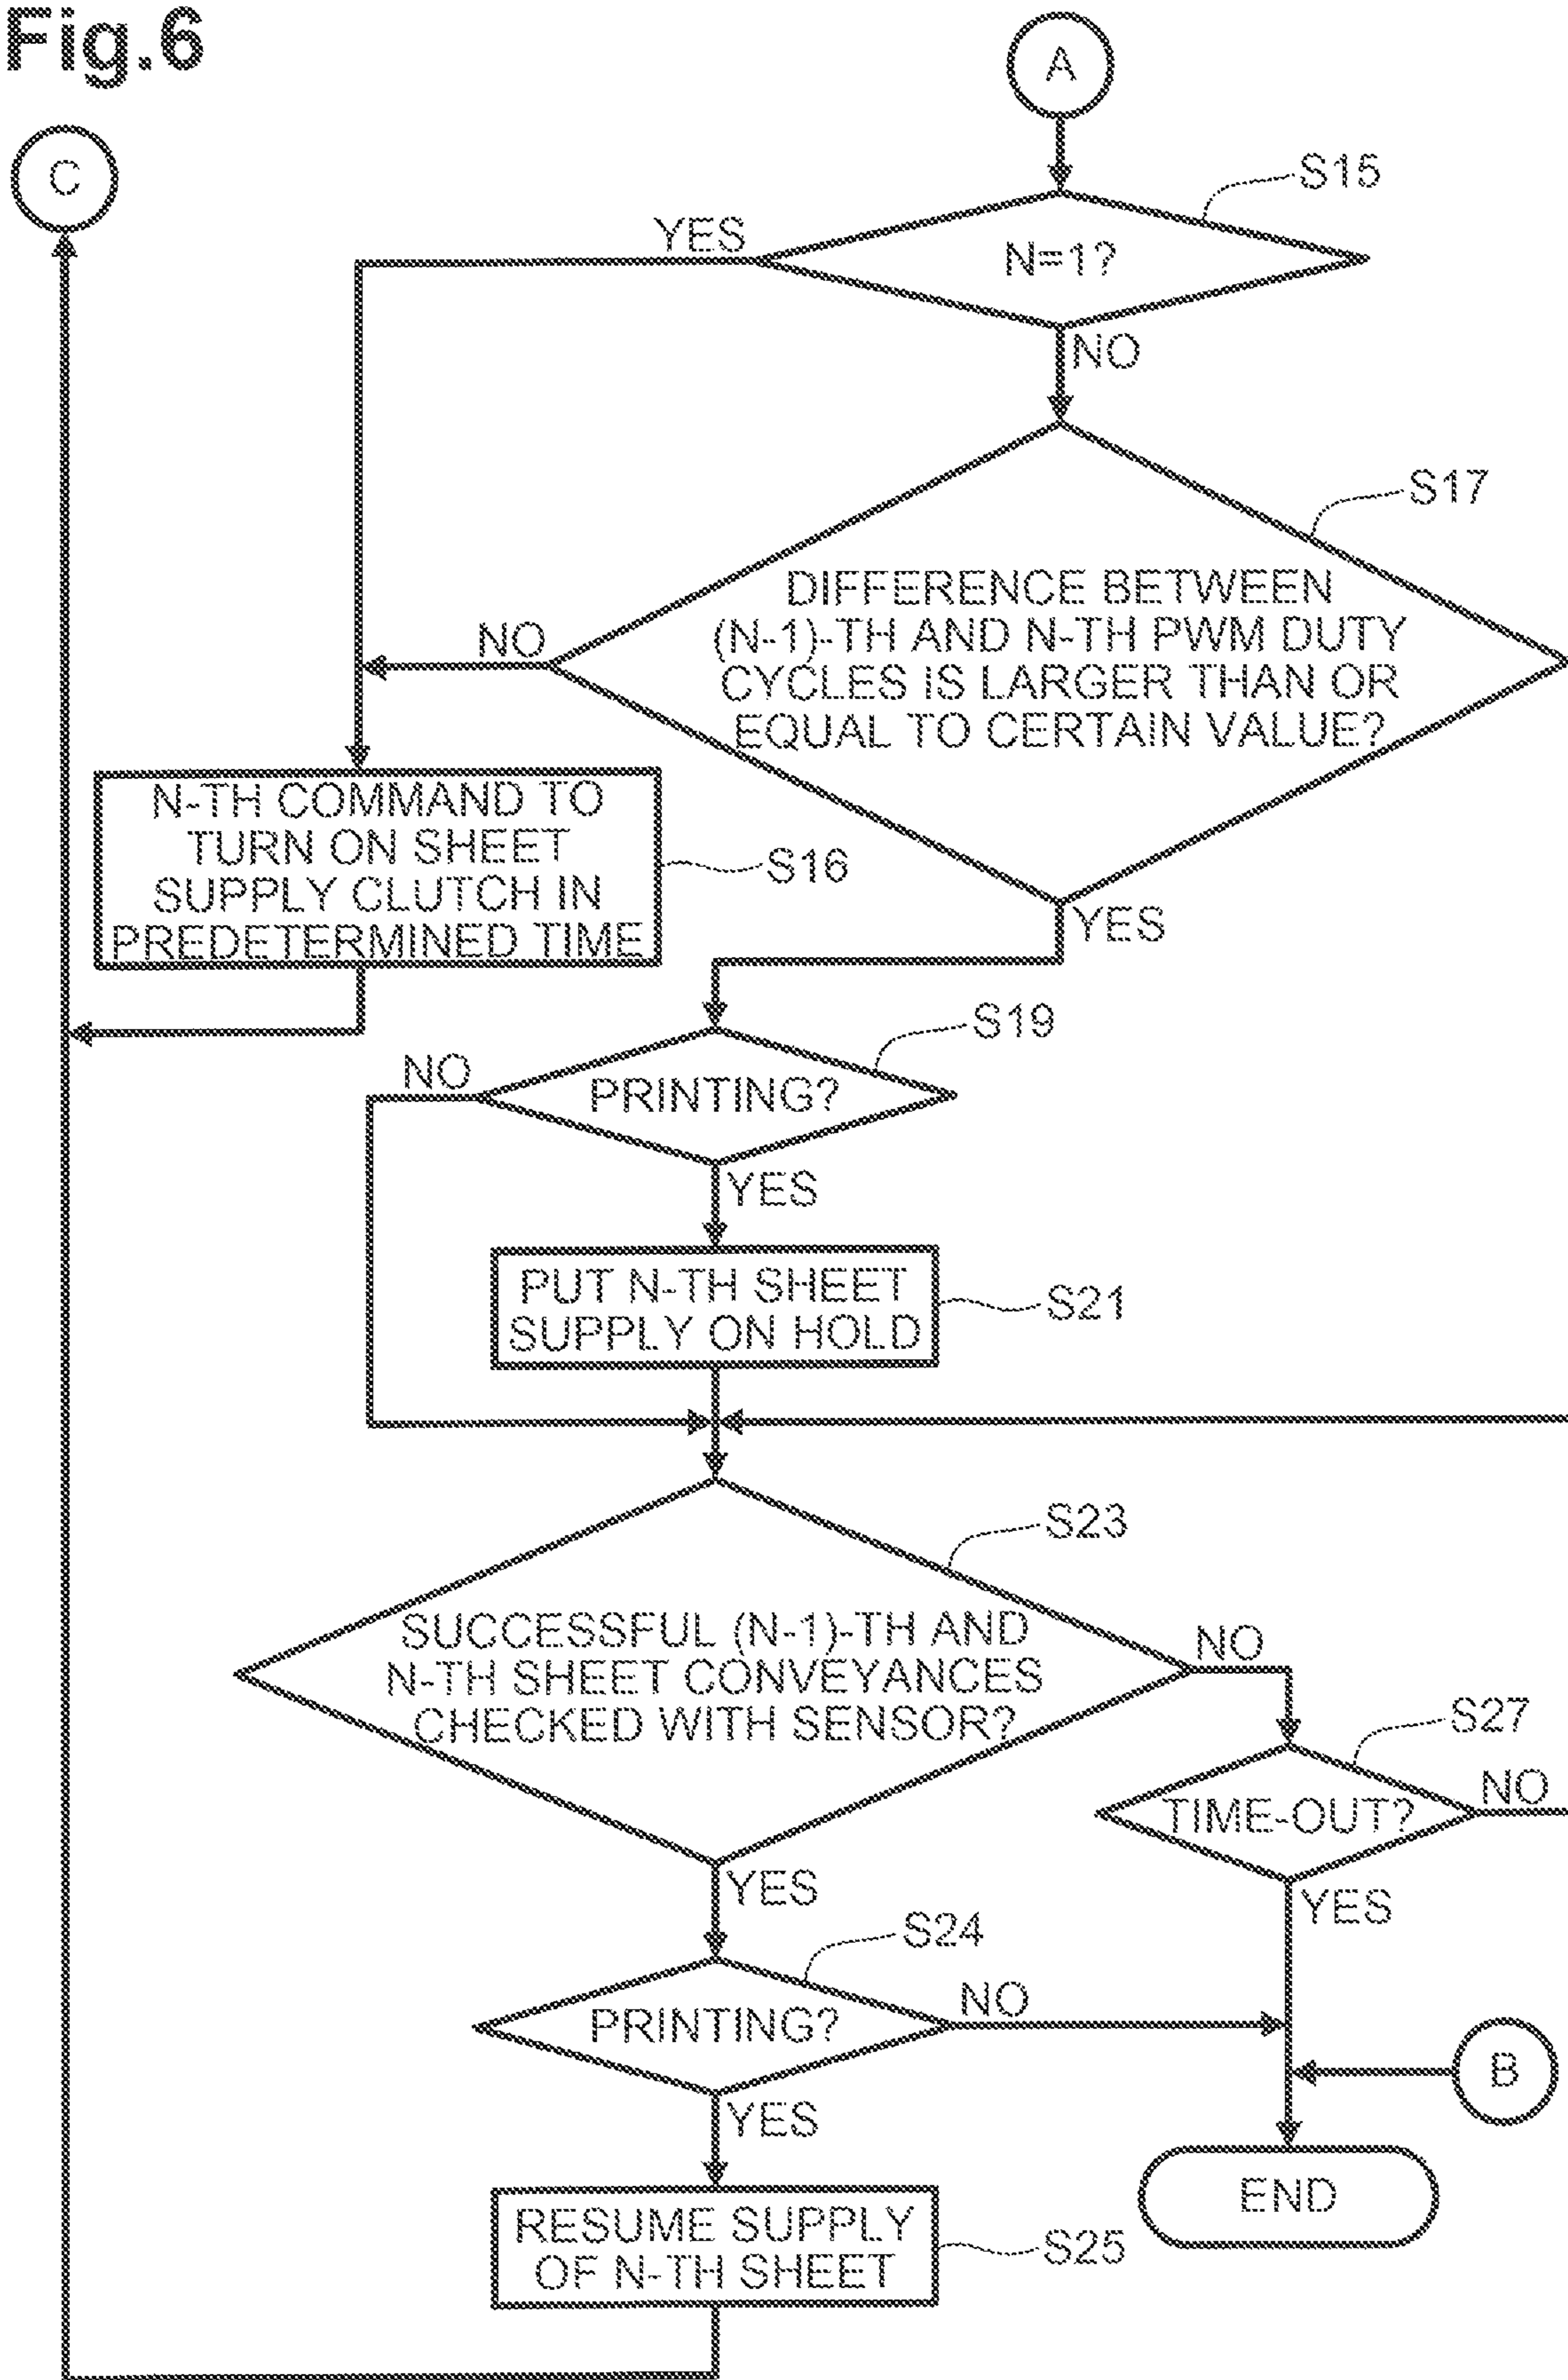 Fig.6
A
C
S15
YES
N=1?
NO
S17
DIFFERENCE BETWEEN
(N-1)-TH AND N-TH PWM DUTY
CYCLES IS LARGER THAN OR
EQUAL TO CERTAIN VALUE?
NO
N-TH COMMAND TO
TURN ON SHEET
SUPPLY CLUTCH IN
PREDETERMINED TIME
S16
YES
S19
NO
PRINTING?
YES
PUT N-TH SHEET
SUPPLY ON HOLD
S21
S23
SUCCESSFUL (N-1)-TH AND
N-TH SHEET CONVEYANCES
CHECKED WITH SENSOR?
NO
S27
TIME-OUT?
NO
YES
YES
S24
PRINTING?
NO
B
YES
END
RESUME SUPPLY
OF N-TH SHEET
S25